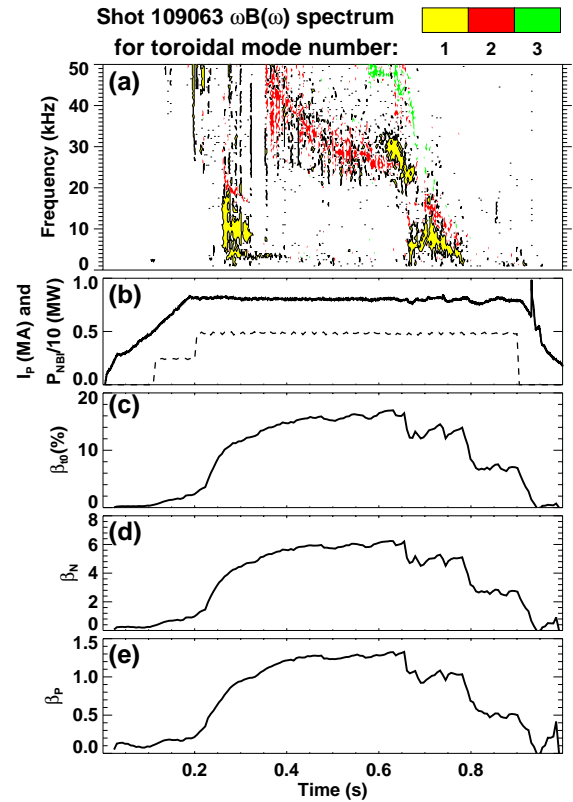 Shot 109063 ωB(ω) spectrum
for toroidal mode number:
1 2 3
(a)
Frequency (kHz)
50
40
30
20
10
0
(b)
I_P (MA) and
P_NBI/10 (MW)
1.0
0.5
0.0
(c)
β_t0(%)
20
10
0
(d)
β_N
8
6
4
2
0
(e)
β_P
1.5
1.0
0.5
0.0
0.2 0.4 0.6 0.8
Time (s)